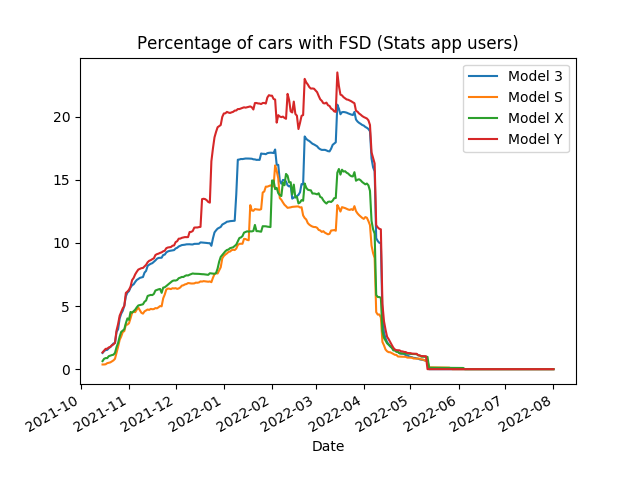 Percentage of cars with FSD (Stats app users)
Model 3
Model S
Model X
Model Y
20
15
10
5
0
2021-10
2021-11
2021-12
2022-01
2022-02
2022-03
2022-04
2022-05
2022-06
2022-07
2022-08
Date